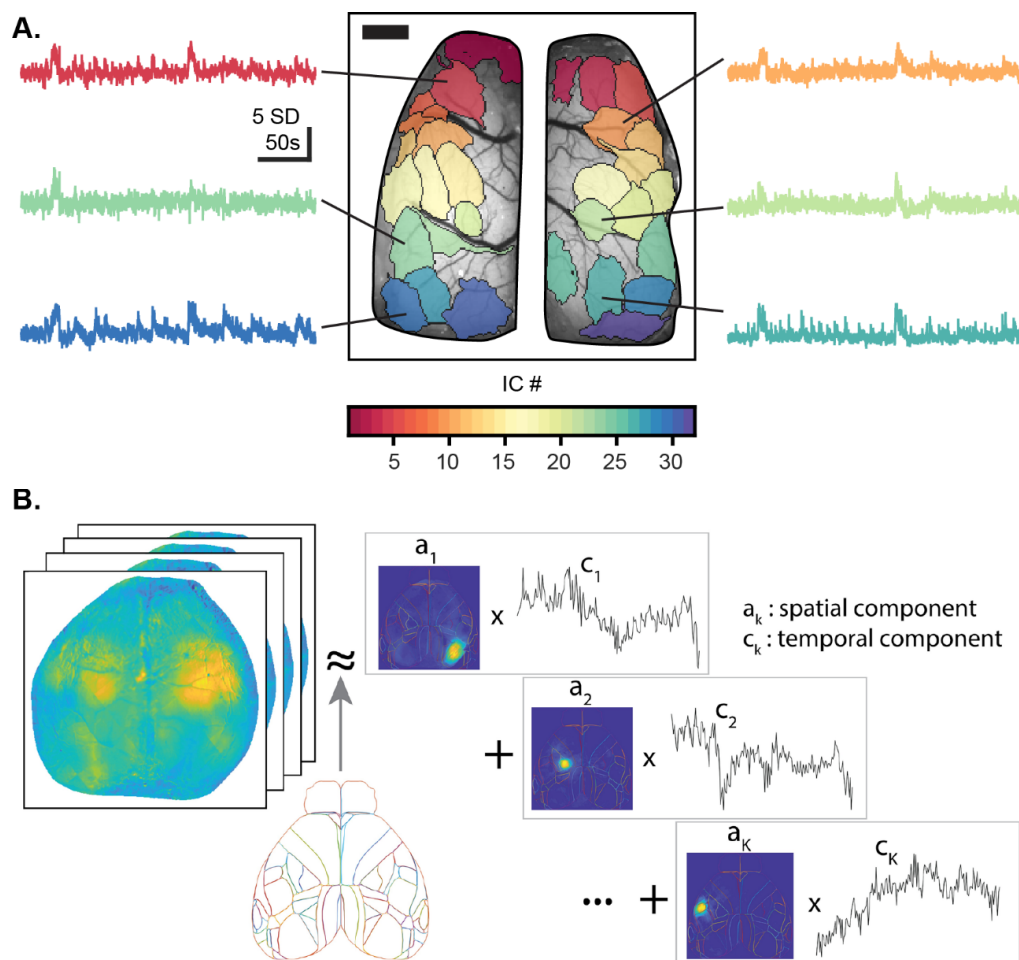 A.
5 SD
50s
IC #
5 10 15 20 25 30
B.
a1
c1
x
ak : spatial component
ck : temporal component
≈
a2
c2
+
x
aK
cK
... +
x